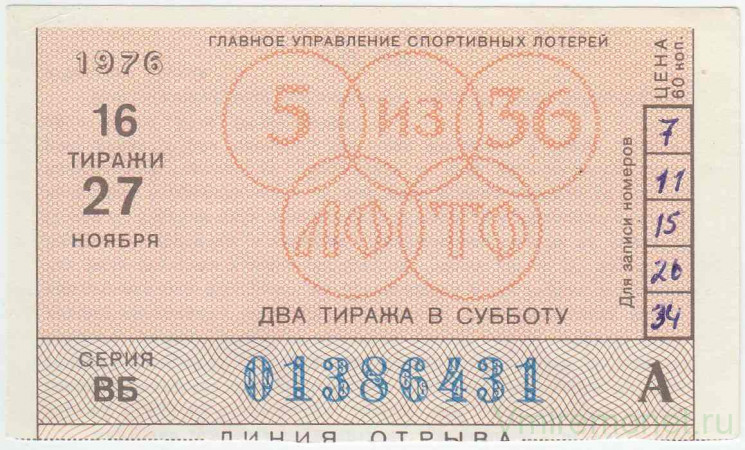 ГЛАВНОЕ УПРАВЛЕНИЕ СПОРТИВНЫХ ЛОТЕРЕЙ
1976
16
ТИРАЖИ
27
НОЯБРЯ
5 ИЗ 36
ЛОТО
ДВА ТИРАЖА В СУББОТУ
ЦЕНА
60 коп.
Для записи номеров
7
11
15
26
34
СЕРИЯ
ВБ
01386431
А
ЛИНИЯ ОТРЫВА